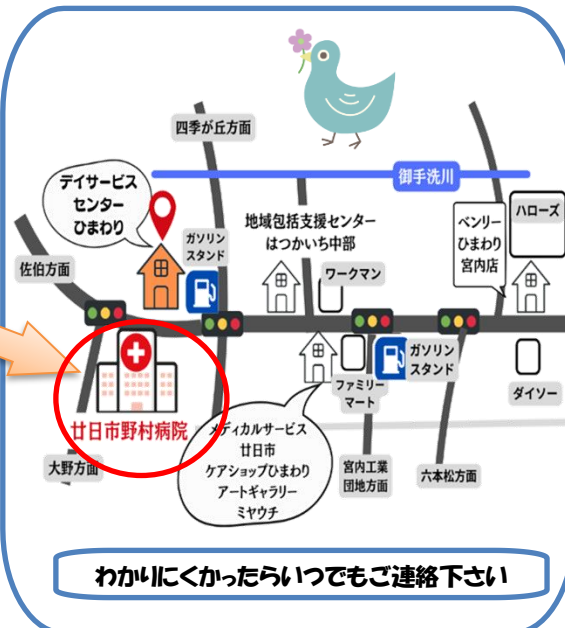 四季が丘方面
御手洗川
デイサービス
センター
ひまわり
ガソリン
スタンド
地域包括支援センター
はつかいち中部
ワークマン
ベンリー
ひまわり
宮内店
ハローズ
佐伯方面
廿日市野村病院
大野方面
メディカルサービス
廿日市
ケアショップひまわり
アートギャラリー
ミヤウチ
ファミリー
マート
ガソリン
スタンド
宮内工業
団地方面
六本松方面
ダイソー
わかりにくかったらいつでもご連絡下さい